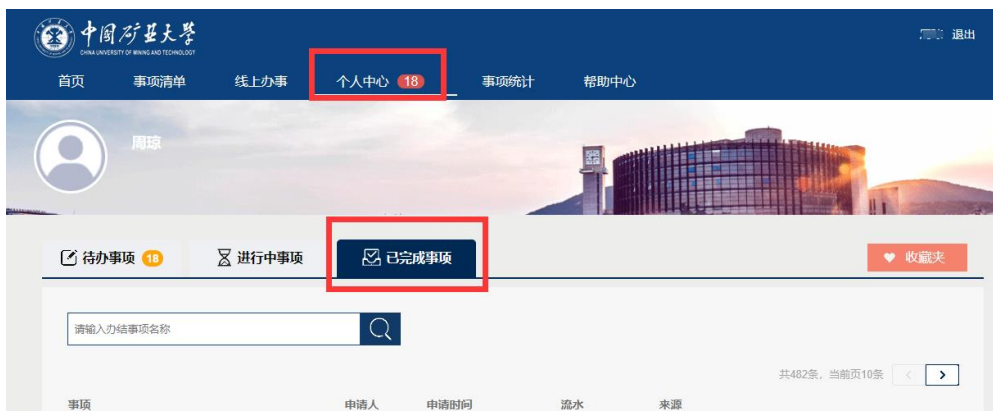 中国矿业大学
CHINA UNIVERSITY OF MINING AND TECHNOLOGY
退出
首页 事项清单 线上办事 个人中心 18 事项统计 帮助中心
周琼
待办事项 18 进行中事项 已完成事项 收藏夹
请输入办结事项名称
共482条，当前页10条 < >
事项 申请人 申请时间 流水 来源